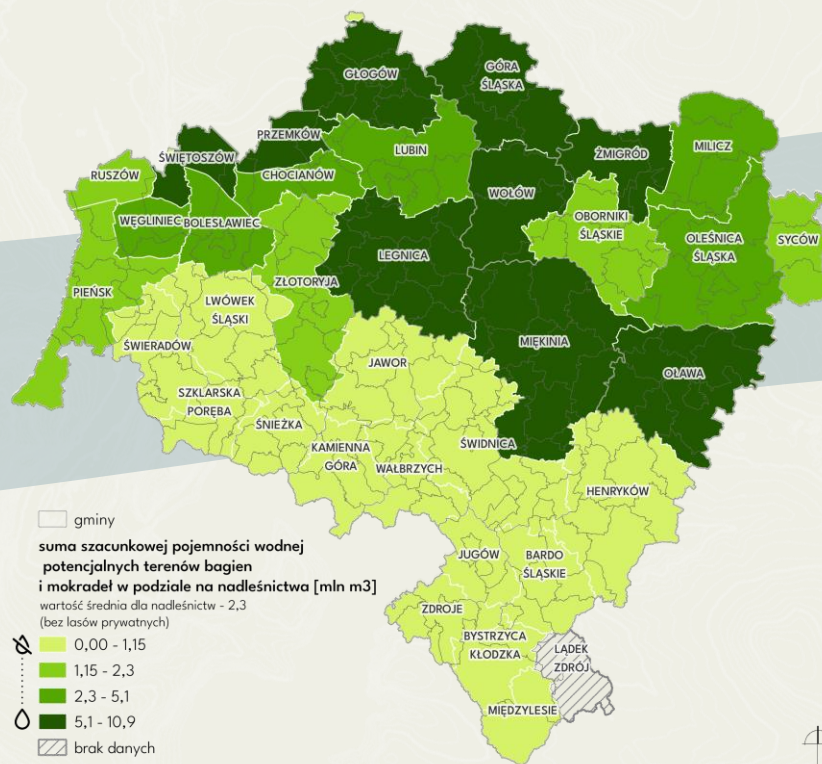 GŁOGÓW
GÓRA
ŚLĄSKA
PRZEMKÓW
ŚWIĘTOSZÓW
LUBIN
ŻMIGRÓD
MILICZ
RUSZÓW
CHOCIANÓW
WOŁÓW
WĘGLINIEC
BOLESŁAWIEC
OBORNIKI
ŚLĄSKIE
OLEŚNICA
ŚLĄSKA
SYCÓW
LEGNICA
PIEŃSK
ZŁOTORYJA
LWÓWEK
ŚLĄSKI
ŚWIERADÓW
MIĘKINIA
JAWOR
OŁAWA
SZKLARSKA
PORĘBA
ŚNIEŻKA
KAMIENNA
GÓRA
WAŁBRZYCH
ŚWIDNICA
HENRYKÓW
JUGÓW
BARDO
ŚLĄSKIE
ZDROJE
BYSTRZYCA
KŁODZKA
LĄDEK
ZDRÓJ
MIĘDZYLESIE
gminy
suma szacunkowej pojemności wodnej
potencjalnych terenów bagien
i mokradeł w podziale na nadleśnictwa [mln m3]
wartość średnia dla nadleśnictw - 2,3
(bez lasów prywatnych)
0,00 - 1,15
1,15 - 2,3
2,3 - 5,1
5,1 - 10,9
brak danych